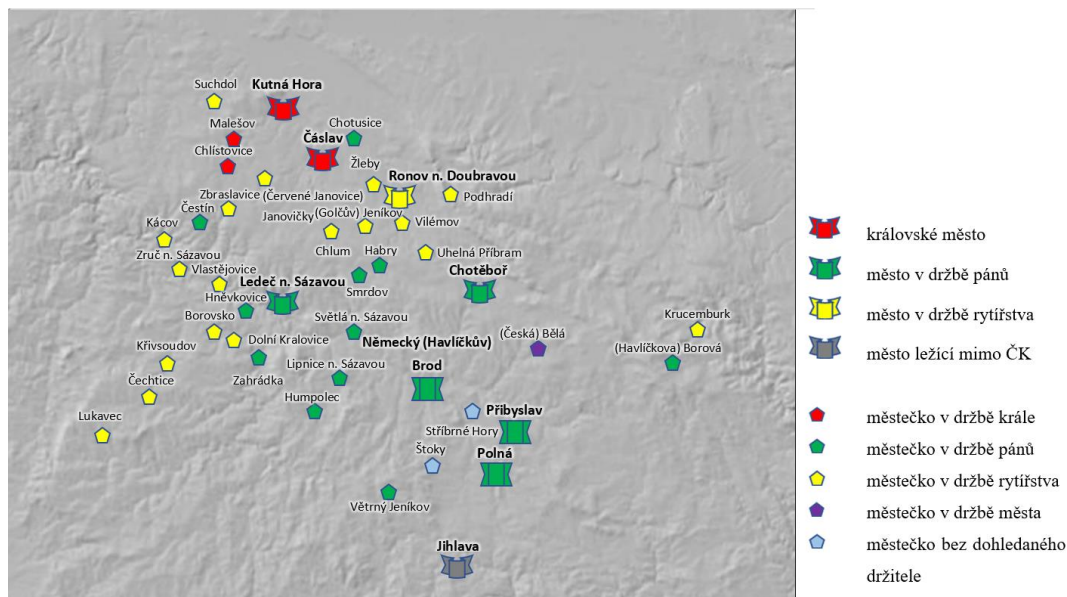 Suchdol
Kutná Hora
Malešov
Chotusice
Čáslav
Chlístovice
Žleby
Ronov n. Doubravou
Zbraslavice
(Červené Janovice)
Podhradí
Čestín
Janovičky
(Golčův) Jeníkov
Vilémov
Kácov
Chlum
Habry
Uhelná Příbram
Zruč n. Sázavou
Vlastějovice
Chotěboř
Ledeč n. Sázavou
Smrdov
Hněvkovice
Borovsko
Světlá n. Sázavou
Krucemburk
(Česká) Bělá
Dolní Kralovice
Německý (Havlíčkův)
Brod
(Havlíčkova) Borová
Křivsoudov
Lipnice n. Sázavou
Čechtice
Zahrádka
Humpolec
Lukavec
Přibyslav
Stříbrné Hory
Štoky
Polná
Větrný Jeníkov
Jihlava
královské město
město v držbě pánů
město v držbě rytířstva
město ležící mimo ČK
městečko v držbě krále
městečko v držbě pánů
městečko v držbě rytířstva
městečko v držbě města
městečko bez dohledaného
držitele